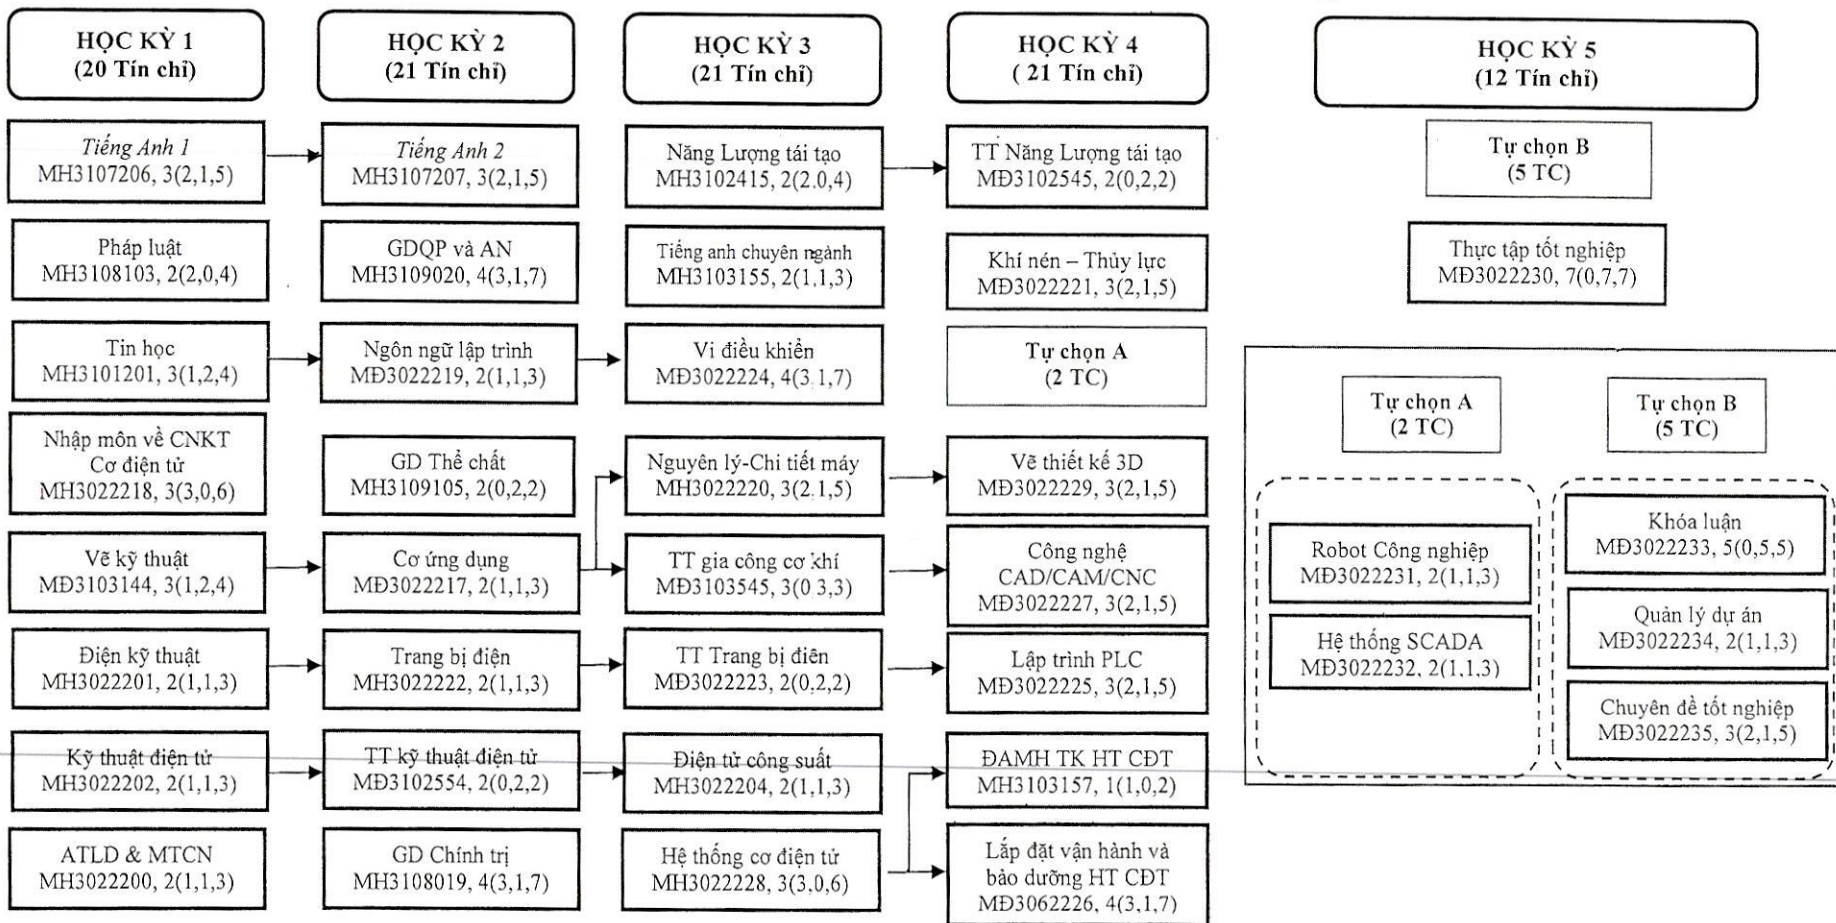 HỌC KỲ 1
(20 Tín chỉ)
HỌC KỲ 2
(21 Tín chỉ)
HỌC KỲ 3
(21 Tín chỉ)
HỌC KỲ 4
( 21 Tín chỉ)
HỌC KỲ 5
(12 Tín chỉ)
Tiếng Anh 1
MH3107206, 3(2,1,5)
Tiếng Anh 2
MH3107207, 3(2,1,5)
Năng Lượng tái tạo
MH3102415, 2(2,0,4)
TT Năng Lượng tái tạo
MĐ3102545, 2(0,2,2)
Tự chọn B
(5 TC)
Pháp luật
MH3108103, 2(2,0,4)
GDQP và AN
MH3109020, 4(3,1,7)
Tiếng anh chuyên ngành
MH3103155, 2(1,1,3)
Khí nén – Thủy lực
MĐ3022221, 3(2,1,5)
Thực tập tốt nghiệp
MĐ3022230, 7(0,7,7)
Tin học
MH3101201, 3(1,2,4)
Ngôn ngữ lập trình
MĐ3022219, 2(1,1,3)
Vi điều khiển
MĐ3022224, 4(3,1,7)
Tự chọn A
(2 TC)
Nhập môn về CNKT
Cơ điện tử
MH3022218, 3(3,0,6)
GD Thể chất
MH3109105, 2(0,2,2)
Nguyên lý-Chi tiết máy
MH3022220, 3(2,1,5)
Vẽ thiết kế 3D
MĐ3022229, 3(2,1,5)
Vẽ kỹ thuật
MĐ3103144, 3(1,2,4)
Cơ ứng dụng
MĐ3022217, 2(1,1,3)
TT gia công cơ khí
MĐ3103545, 3(0,3,3)
Công nghệ
CAD/CAM/CNC
MĐ3022227, 3(2,1,5)
Điện kỹ thuật
MH3022201, 2(1,1,3)
Trang bị điện
MH3022222, 2(1,1,3)
TT Trang bị điện
MĐ3022223, 2(0,2,2)
Lập trình PLC
MĐ3022225, 3(2,1,5)
Kỹ thuật điện tử
MH3022202, 2(1,1,3)
TT kỹ thuật điện tử
MĐ3102554, 2(0,2,2)
Điện tử công suất
MH3022204, 2(1,1,3)
ĐAMH TK HT CĐT
MH3103157, 1(1,0,2)
ATLD & MTCN
MH3022200, 2(1,1,3)
GD Chính trị
MH3108019, 4(3,1,7)
Hệ thống cơ điện tử
MH3022228, 3(3,0,6)
Lắp đặt vận hành và
bảo dưỡng HT CĐT
MĐ3062226, 4(3,1,7)
Tự chọn A
(2 TC)
Robot Công nghiệp
MĐ3022231, 2(1,1,3)
Hệ thống SCADA
MĐ3022232, 2(1,1,3)
Tự chọn B
(5 TC)
Khóa luận
MĐ3022233, 5(0,5,5)
Quản lý dự án
MĐ3022234, 2(1,1,3)
Chuyên đề tốt nghiệp
MĐ3022235, 3(2,1,5)